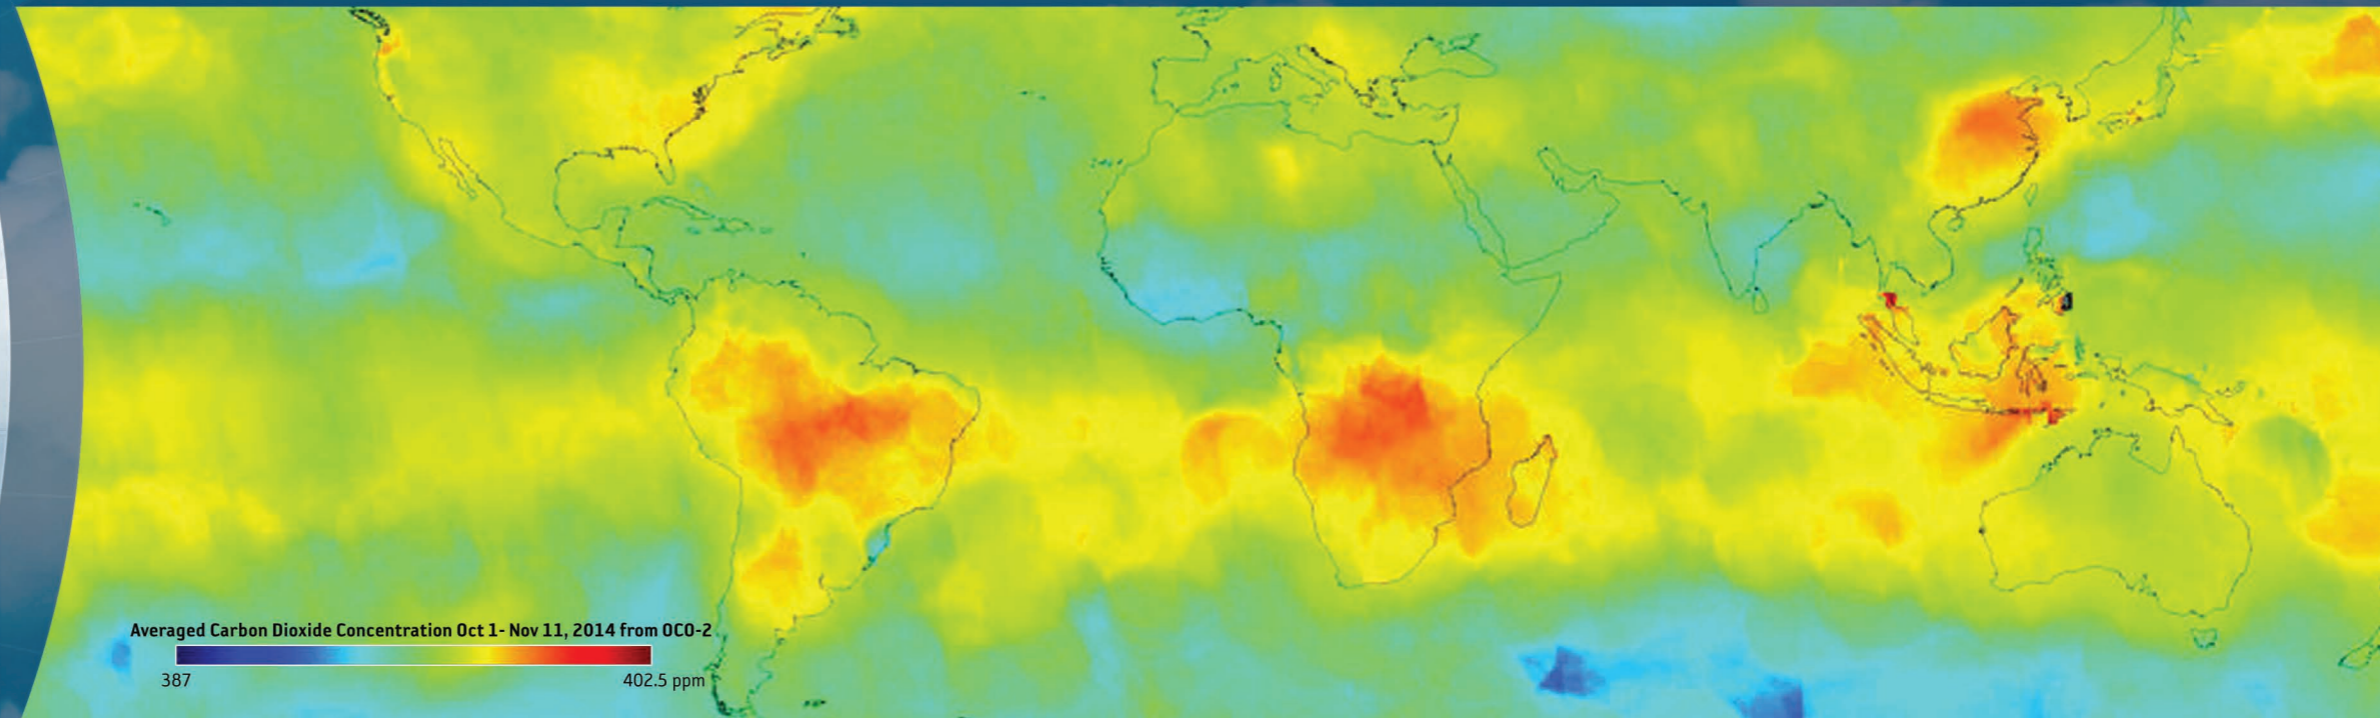 Averaged Carbon Dioxide Concentration Oct 1- Nov 11, 2014 from OCO-2
387 402.5 ppm